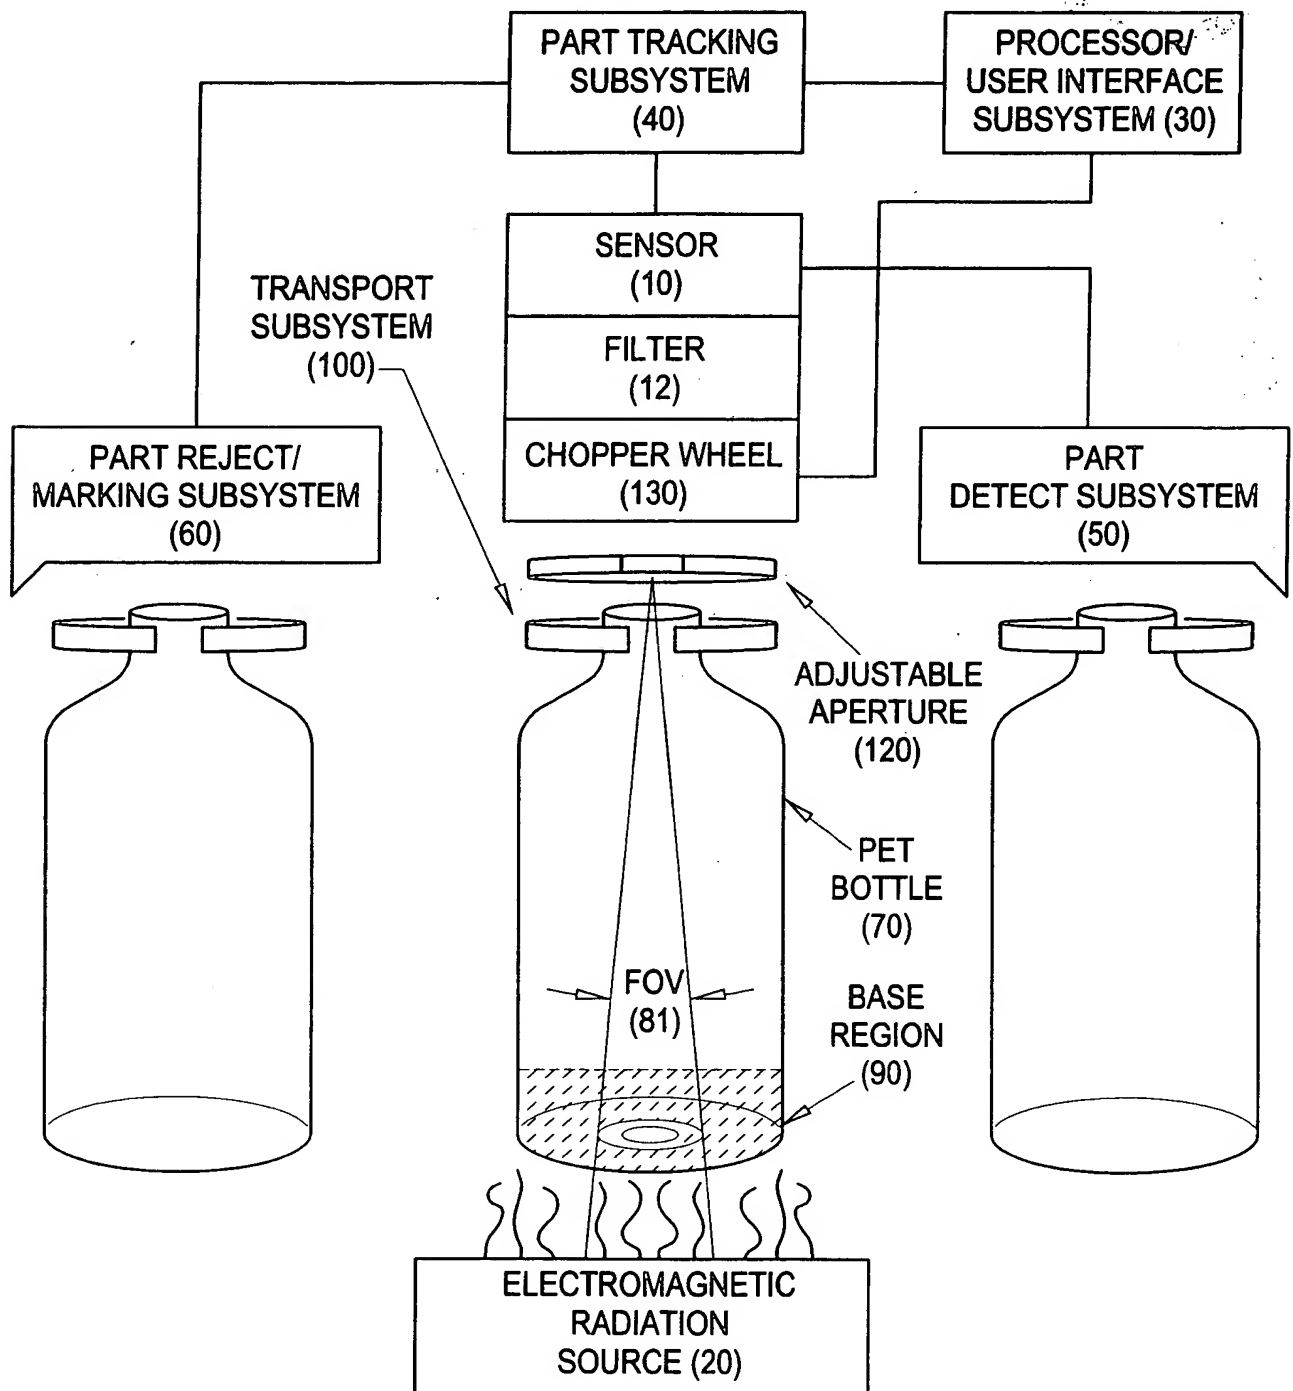 PART TRACKING
SUBSYSTEM
(40)
PROCESSOR/
USER INTERFACE
SUBSYSTEM (30)
SENSOR
(10)
FILTER
(12)
CHOPPER WHEEL
(130)
TRANSPORT
SUBSYSTEM
(100)
PART REJECT/
MARKING SUBSYSTEM
(60)
PART
DETECT SUBSYSTEM
(50)
ADJUSTABLE
APERTURE
(120)
PET
BOTTLE
(70)
FOV
(81)
BASE
REGION
(90)
ELECTROMAGNETIC
RADIATION
SOURCE (20)